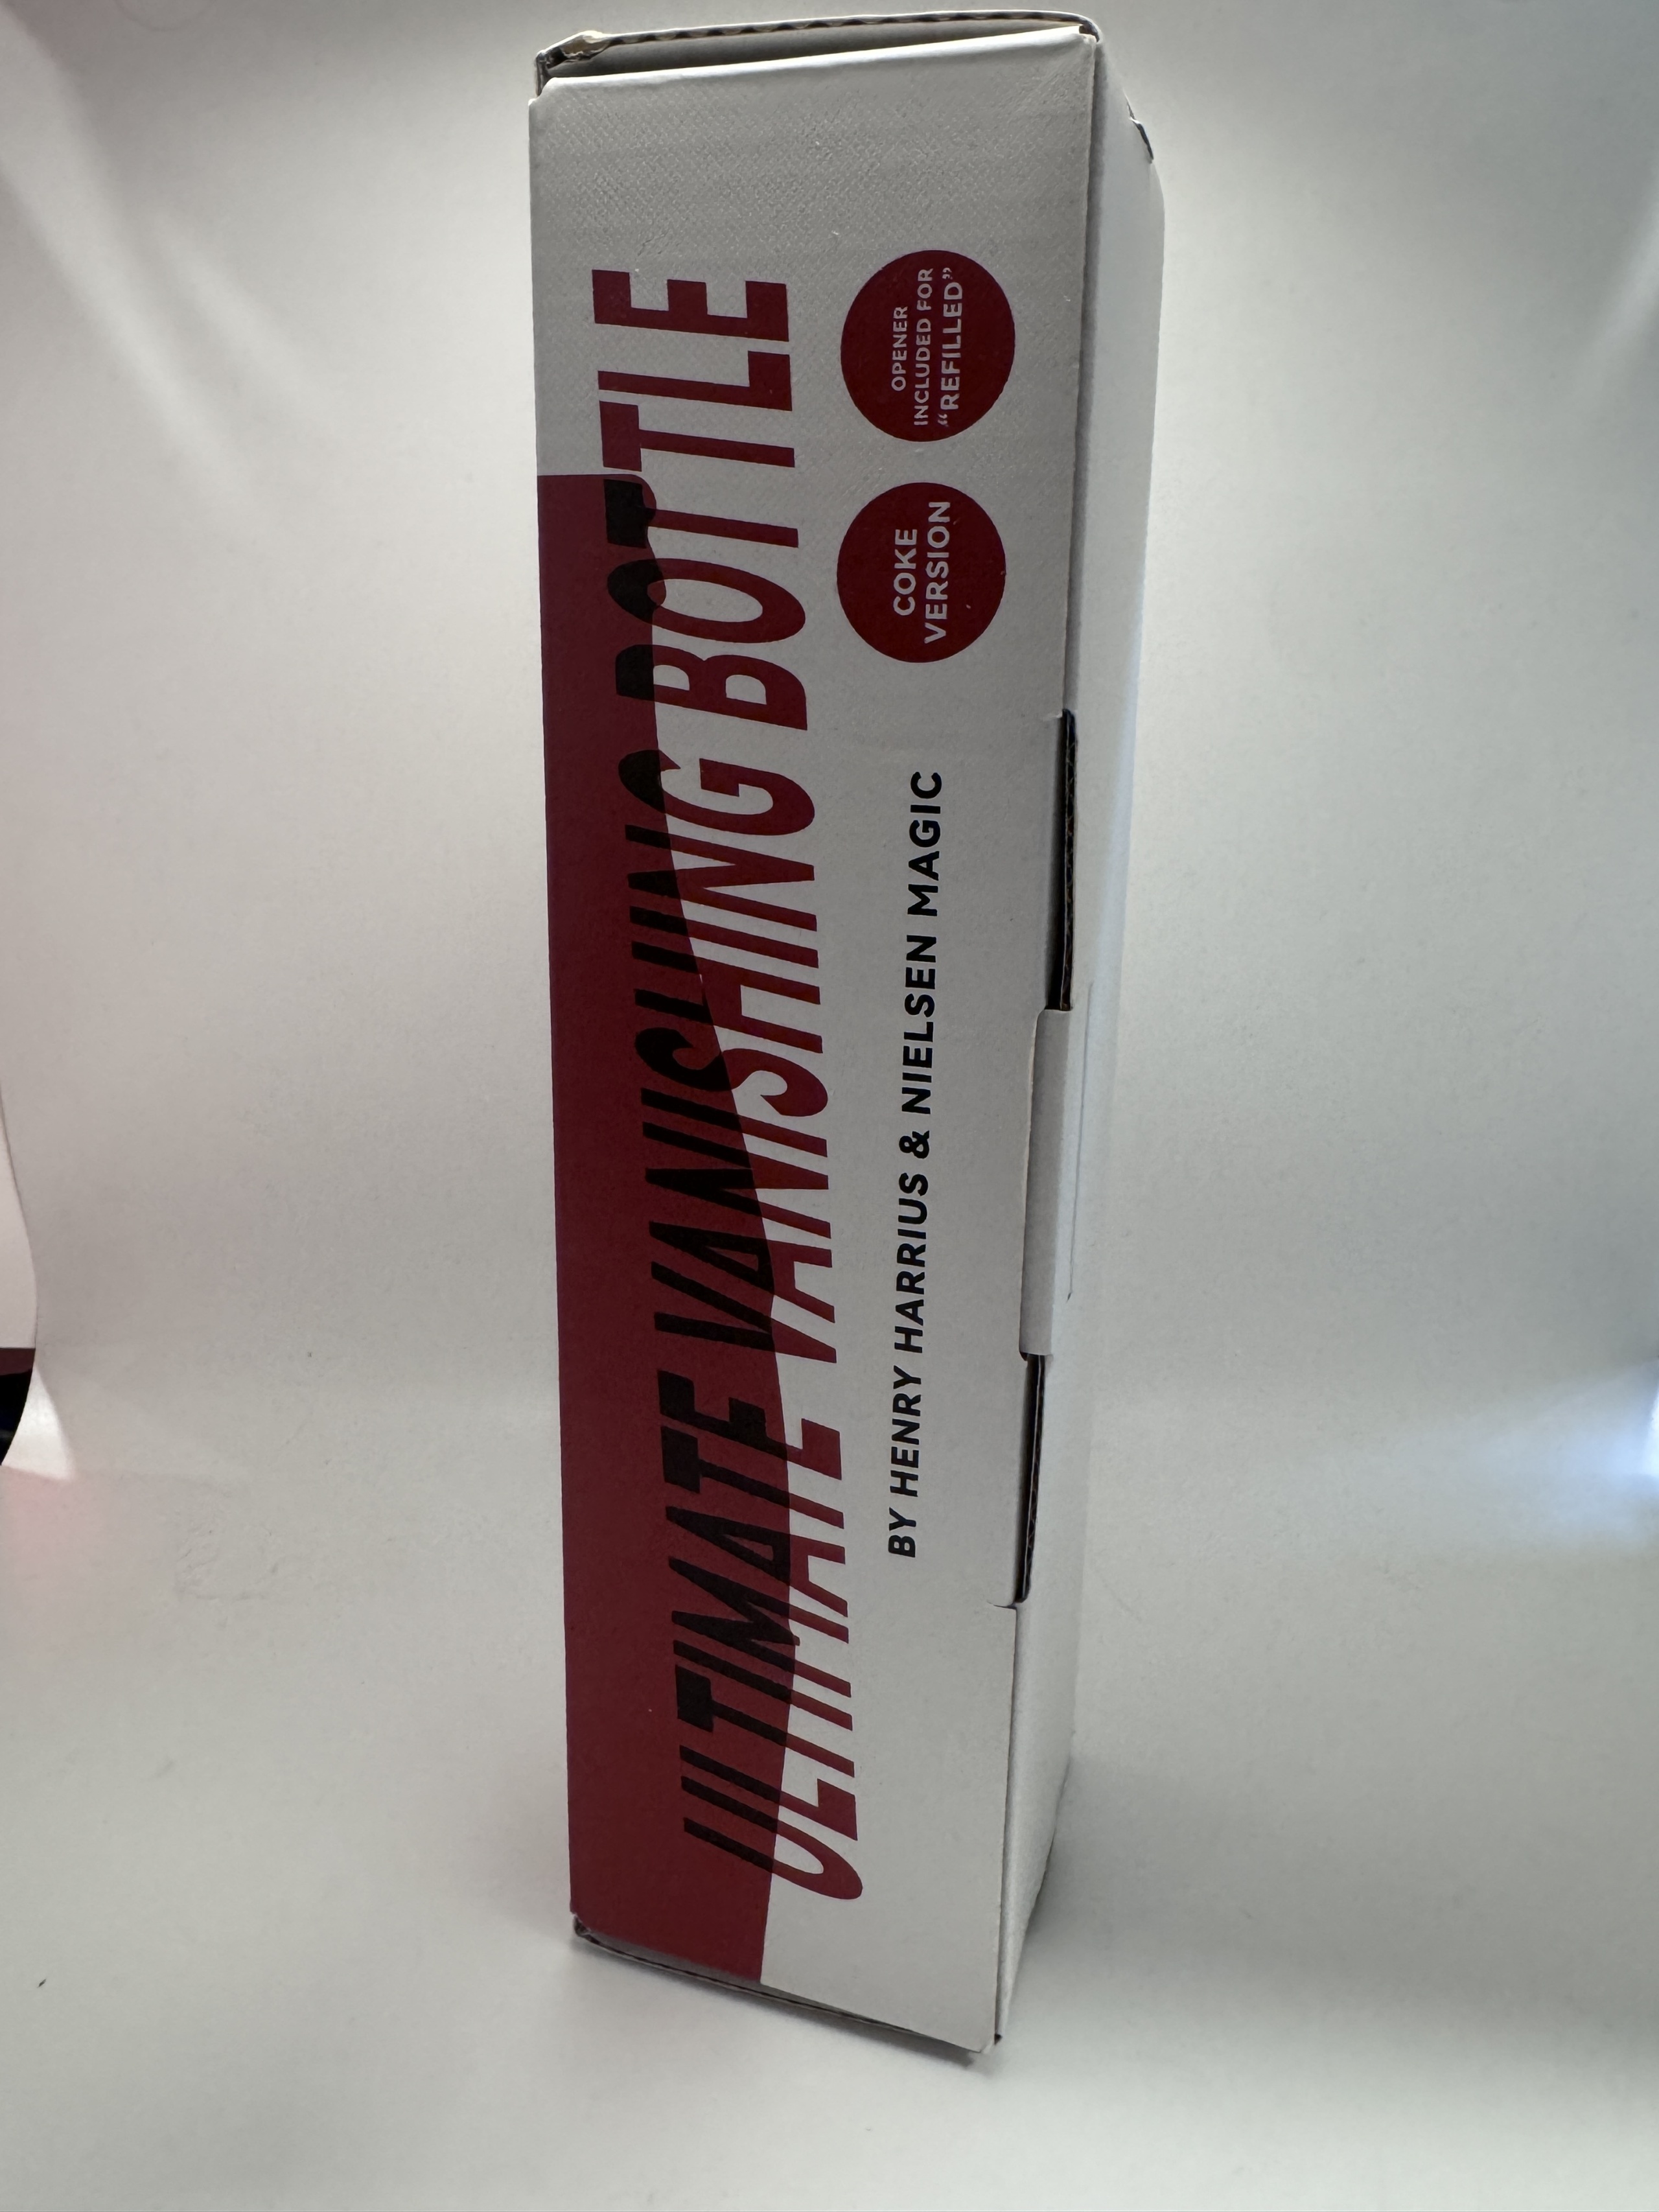 ULTIMATE VANISHING BOTTLE
BY HENRY HARRIUS & NIELSEN MAGIC
COKE
VERSION
OPENER
INCLUDED FOR
“REFILLED”